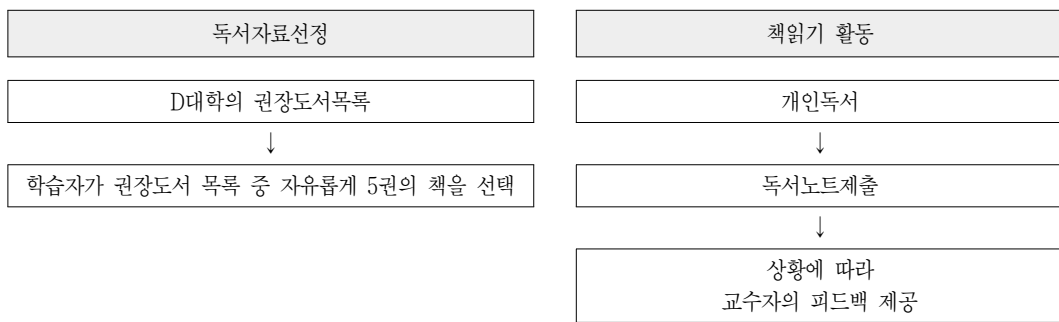 독서자료선정
D대학의 권장도서목록
↓
학습자가 권장도서 목록 중 자유롭게 5권의 책을 선택
책읽기 활동
개인독서
↓
독서노트제출
↓
상황에 따라
교수자의 피드백 제공